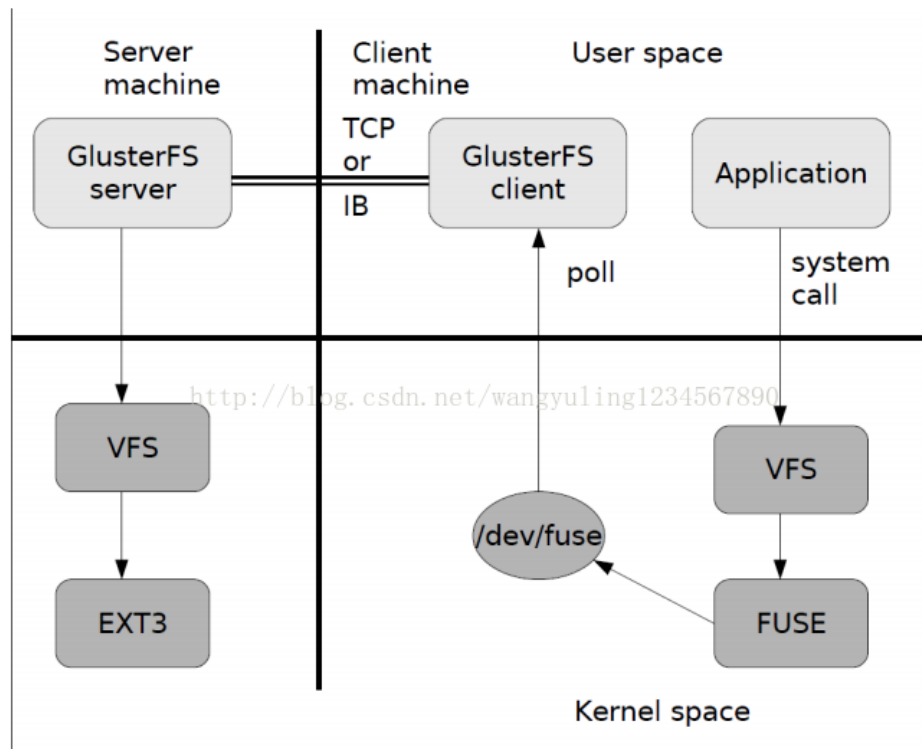 Server
machine
Client
machine
User space
GlusterFS
server
TCP
or
IB
GlusterFS
client
Application
poll
system
call
http://blog.csdn.net/wangyuling1234567890
VFS
VFS
/dev/fuse
EXT3
FUSE
Kernel space